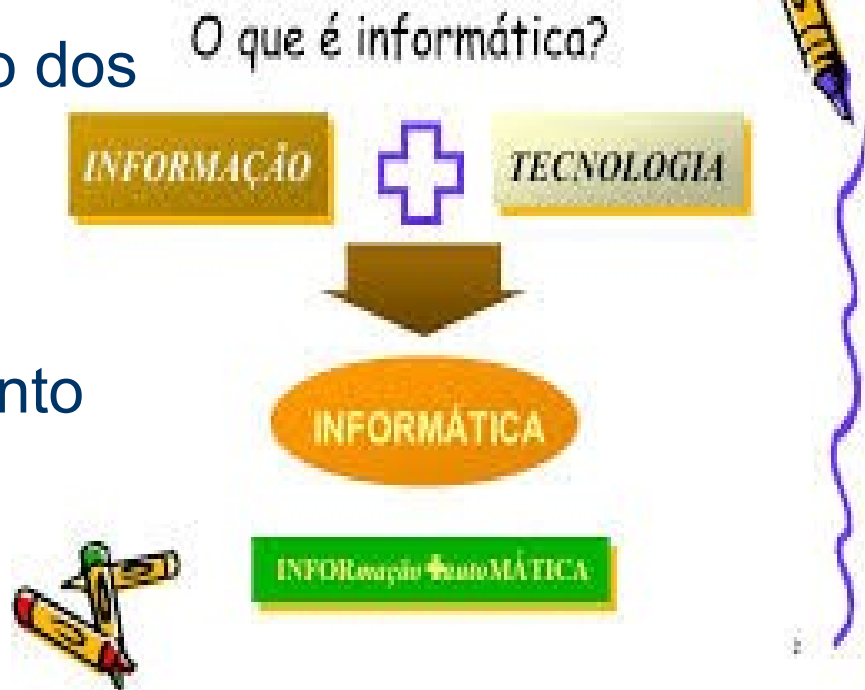 O que é informática?
o dos
INFORMAÇÃO
TECNOLOGIA
nto
INFORMÁTICA
INFORmação autoMÁTICA